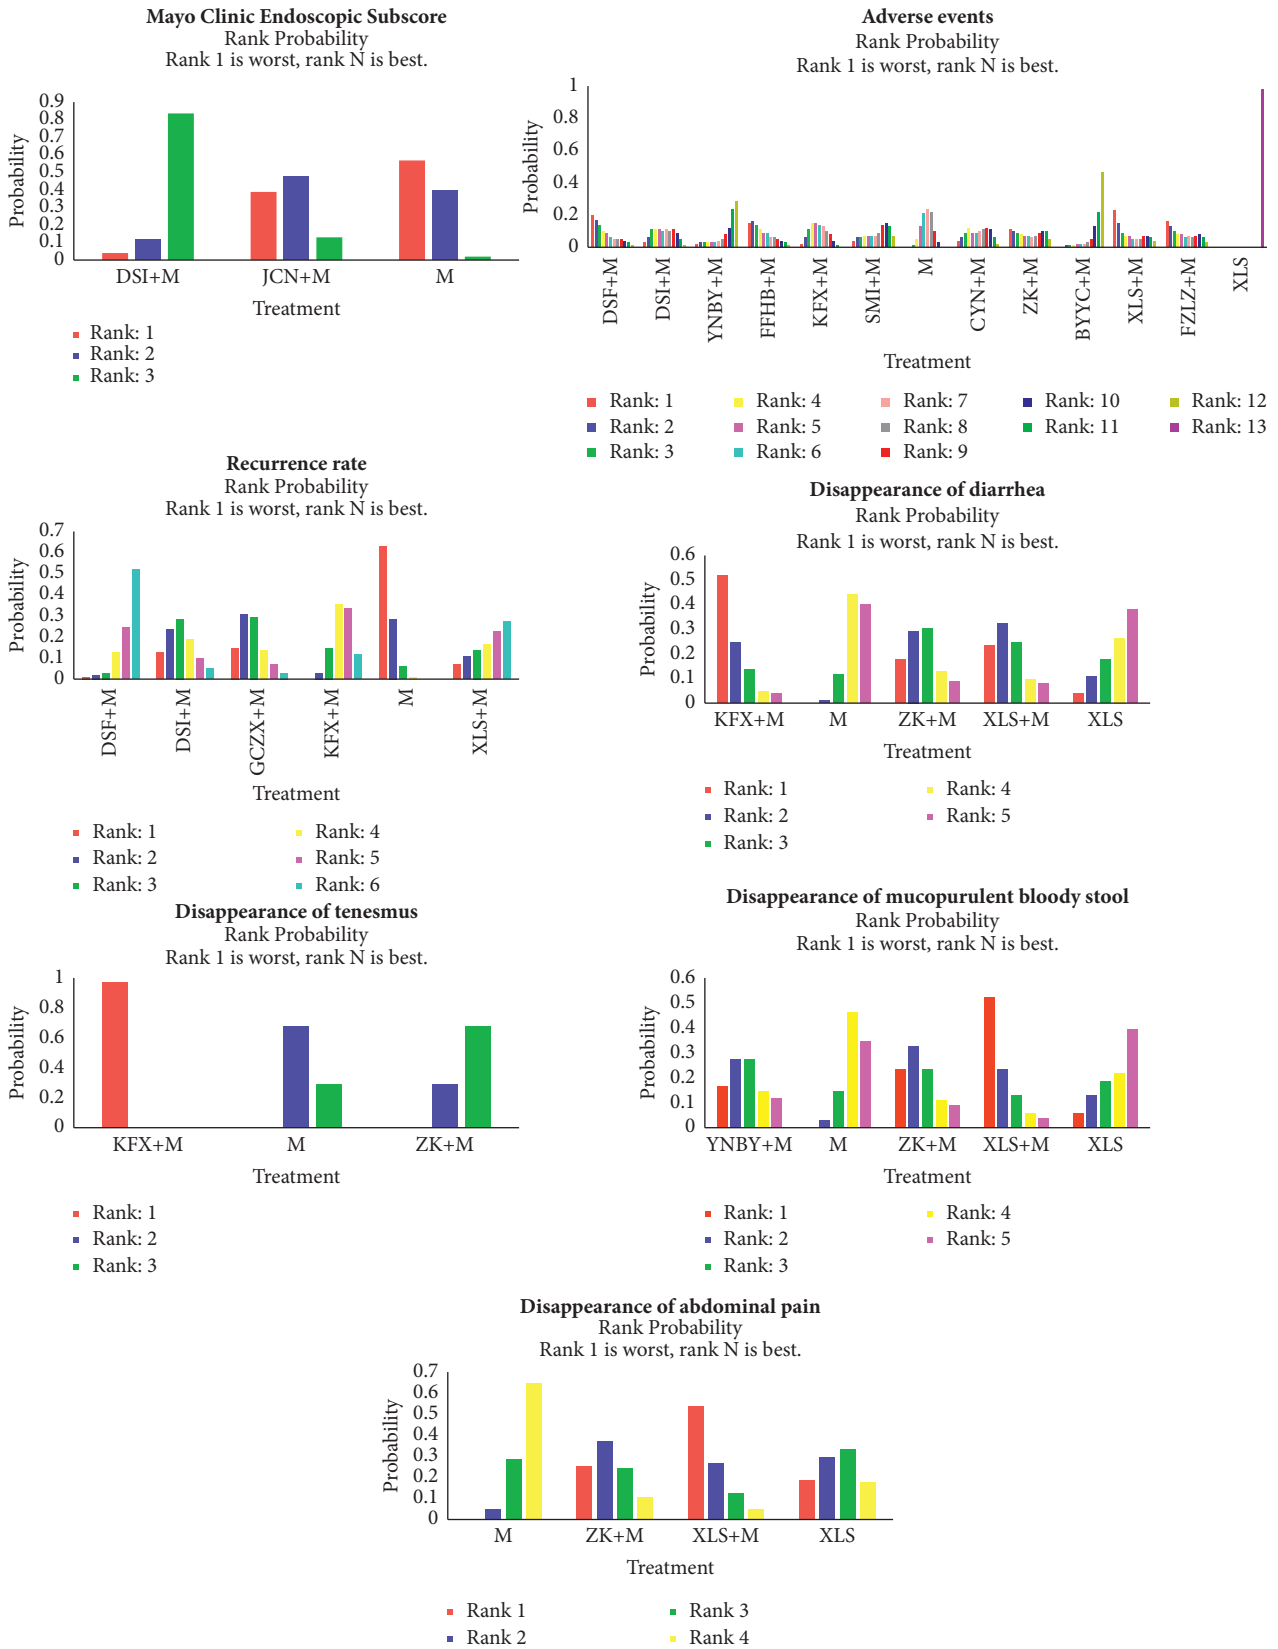 Mayo Clinic Endoscopic Subscore
Rank Probability
Rank 1 is worst, rank N is best.
Probability
0.9
0.8
0.7
0.6
0.5
0.4
0.3
0.2
0.1
0
DSI+M JCN+M M
Treatment
Rank: 1
Rank: 2
Rank: 3
Adverse events
Rank Probability
Rank 1 is worst, rank N is best.
Probability
1
0.8
0.6
0.4
0.2
0
DSF+M
DSI+M
YNBY+M
FFHB+M
KFX+M
SMI+M
M
CYN+M
ZK+M
BYYC+M
XLS+M
FZLZ+M
XLS
Treatment
Rank: 1 Rank: 4 Rank: 7 Rank: 10 Rank: 12
Rank: 2 Rank: 5 Rank: 8 Rank: 11 Rank: 13
Rank: 3 Rank: 6 Rank: 9
Recurrence rate
Rank Probability
Rank 1 is worst, rank N is best.
Probability
0.7
0.6
0.5
0.4
0.3
0.2
0.1
0
DSF+M
DSI+M
GCZX+M
KFX+M
M
XLS+M
Treatment
Rank: 1 Rank: 4
Rank: 2 Rank: 5
Rank: 3 Rank: 6
Disappearance of diarrhea
Rank Probability
Rank 1 is worst, rank N is best.
Probability
0.6
0.5
0.4
0.3
0.2
0.1
0
KFX+M M ZK+M XLS+M XLS
Treatment
Rank: 1 Rank: 4
Rank: 2 Rank: 5
Rank: 3
Disappearance of tenesmus
Rank Probability
Rank 1 is worst, rank N is best.
Probability
1
0.8
0.6
0.4
0.2
0
KFX+M M ZK+M
Treatment
Rank: 1
Rank: 2
Rank: 3
Disappearance of mucopurulent bloody stool
Rank Probability
Rank 1 is worst, rank N is best.
Probability
0.6
0.5
0.4
0.3
0.2
0.1
0
YNBY+M M ZK+M XLS+M XLS
Treatment
Rank: 1 Rank: 4
Rank: 2 Rank: 5
Rank: 3
Disappearance of abdominal pain
Rank Probability
Rank 1 is worst, rank N is best.
Probability
0.7
0.6
0.5
0.4
0.3
0.2
0.1
0
M ZK+M XLS+M XLS
Treatment
Rank 1 Rank 3
Rank 2 Rank 4